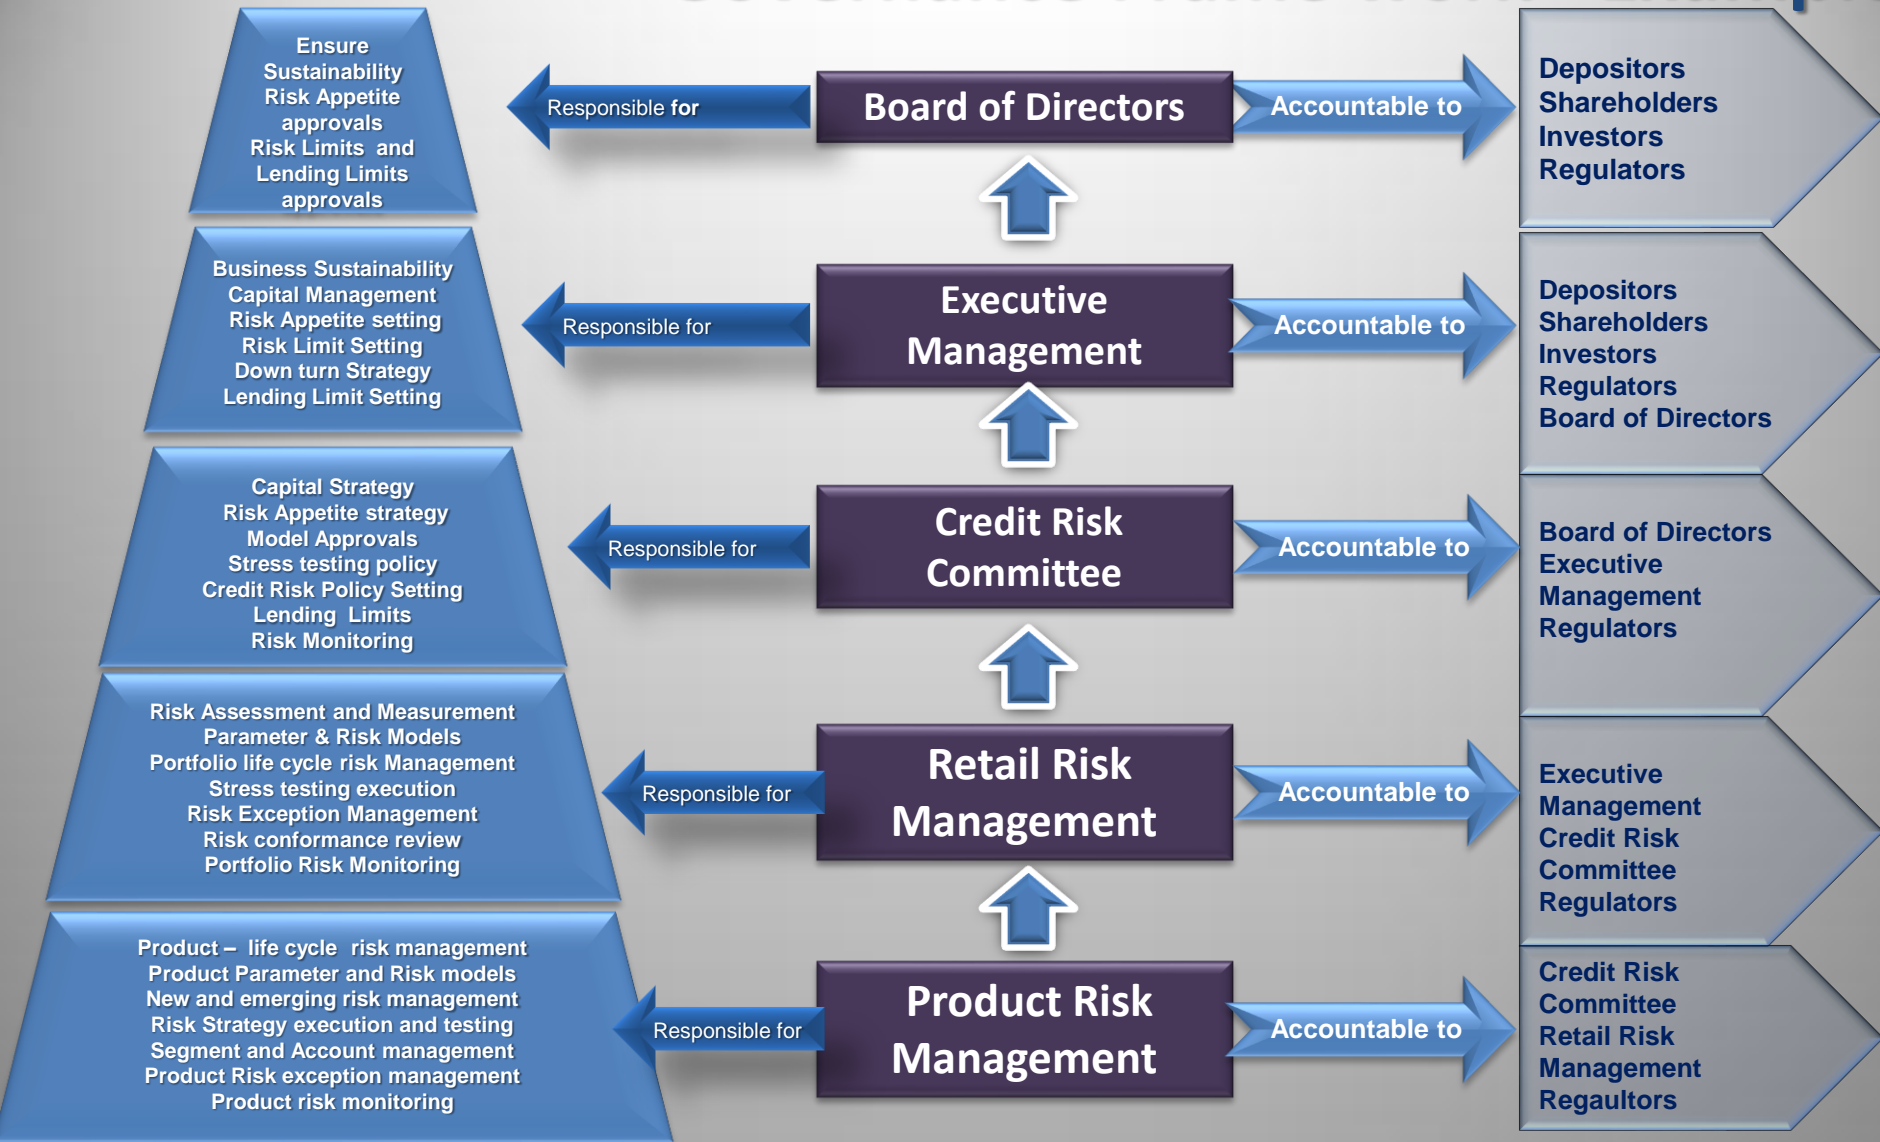 Ensure
Sustainability
Risk Appetite
approvals
Risk Limits and
Lending Limits
approvals
Responsible for
Board of Directors
Accountable to
Depositors
Shareholders
Investors
Regulators
Business Sustainability
Capital Management
Risk Appetite setting
Risk Limit Setting
Down turn Strategy
Lending Limit Setting
Responsible for
Executive
Management
Accountable to
Depositors
Shareholders
Investors
Regulators
Board of Directors
Capital Strategy
Risk Appetite strategy
Model Approvals
Stress testing policy
Credit Risk Policy Setting
Lending Limits
Risk Monitoring
Responsible for
Credit Risk
Committee
Accountable to
Board of Directors
Executive
Management
Regulators
Risk Assessment and Measurement
Parameter & Risk Models
Portfolio life cycle risk Management
Stress testing execution
Risk Exception Management
Risk conformance review
Portfolio Risk Monitoring
Responsible for
Retail Risk
Management
Accountable to
Executive
Management
Credit Risk
Committee
Regulators
Product – life cycle risk management
Product Parameter and Risk models
New and emerging risk management
Risk Strategy execution and testing
Segment and Account management
Product Risk exception management
Product risk monitoring
Responsible for
Product Risk
Management
Accountable to
Credit Risk
Committee
Retail Risk
Management
Regaultors